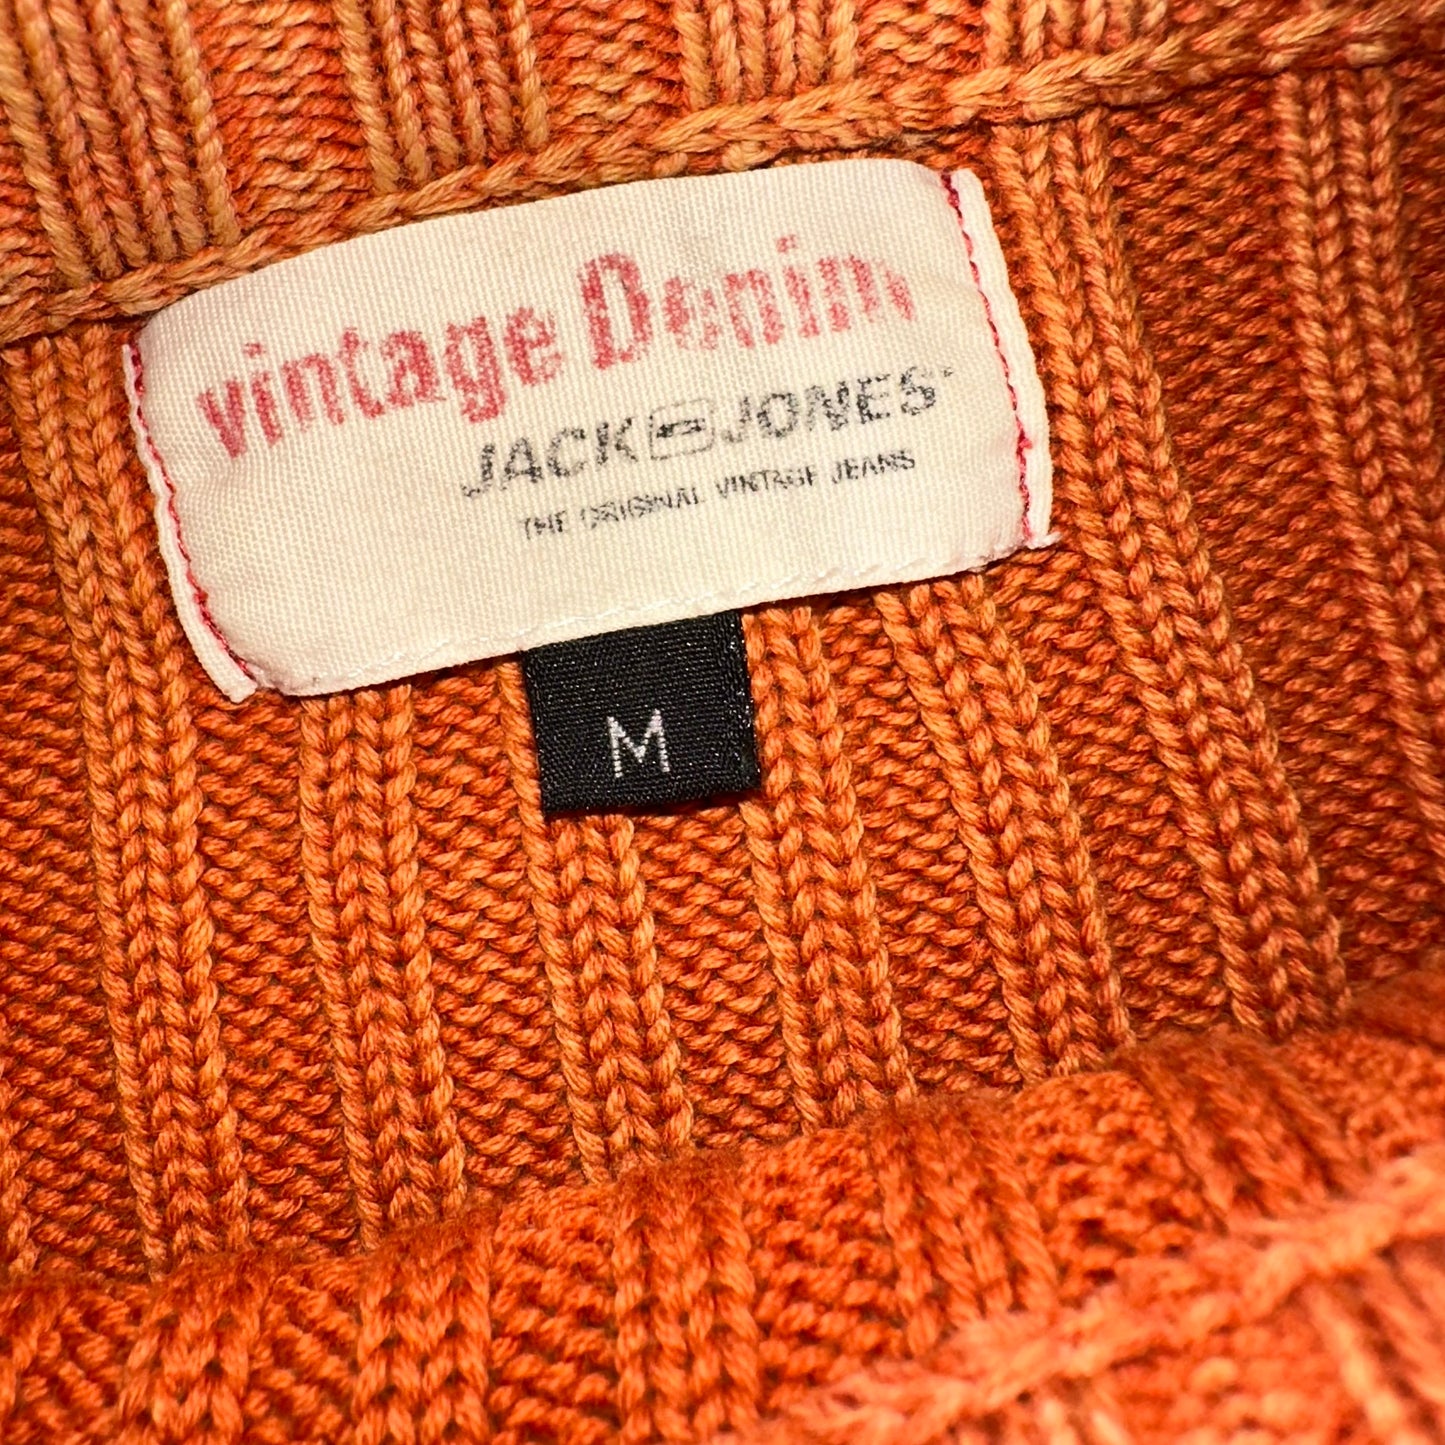 Vintage Denim
JACK JONES
THE ORIGINAL VINTAGE JEANS
M